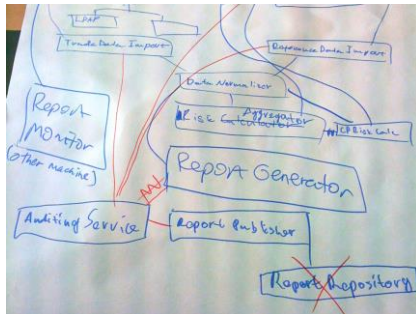 LDAP
Trade Data Import
Reference Data Import
Data Normaliser
Report
Monitor
(other machine)
Aggregator
Risk Calculator
CP Risk Calc
Report Generator
Auditing Service
Report Publisher
Report Repository